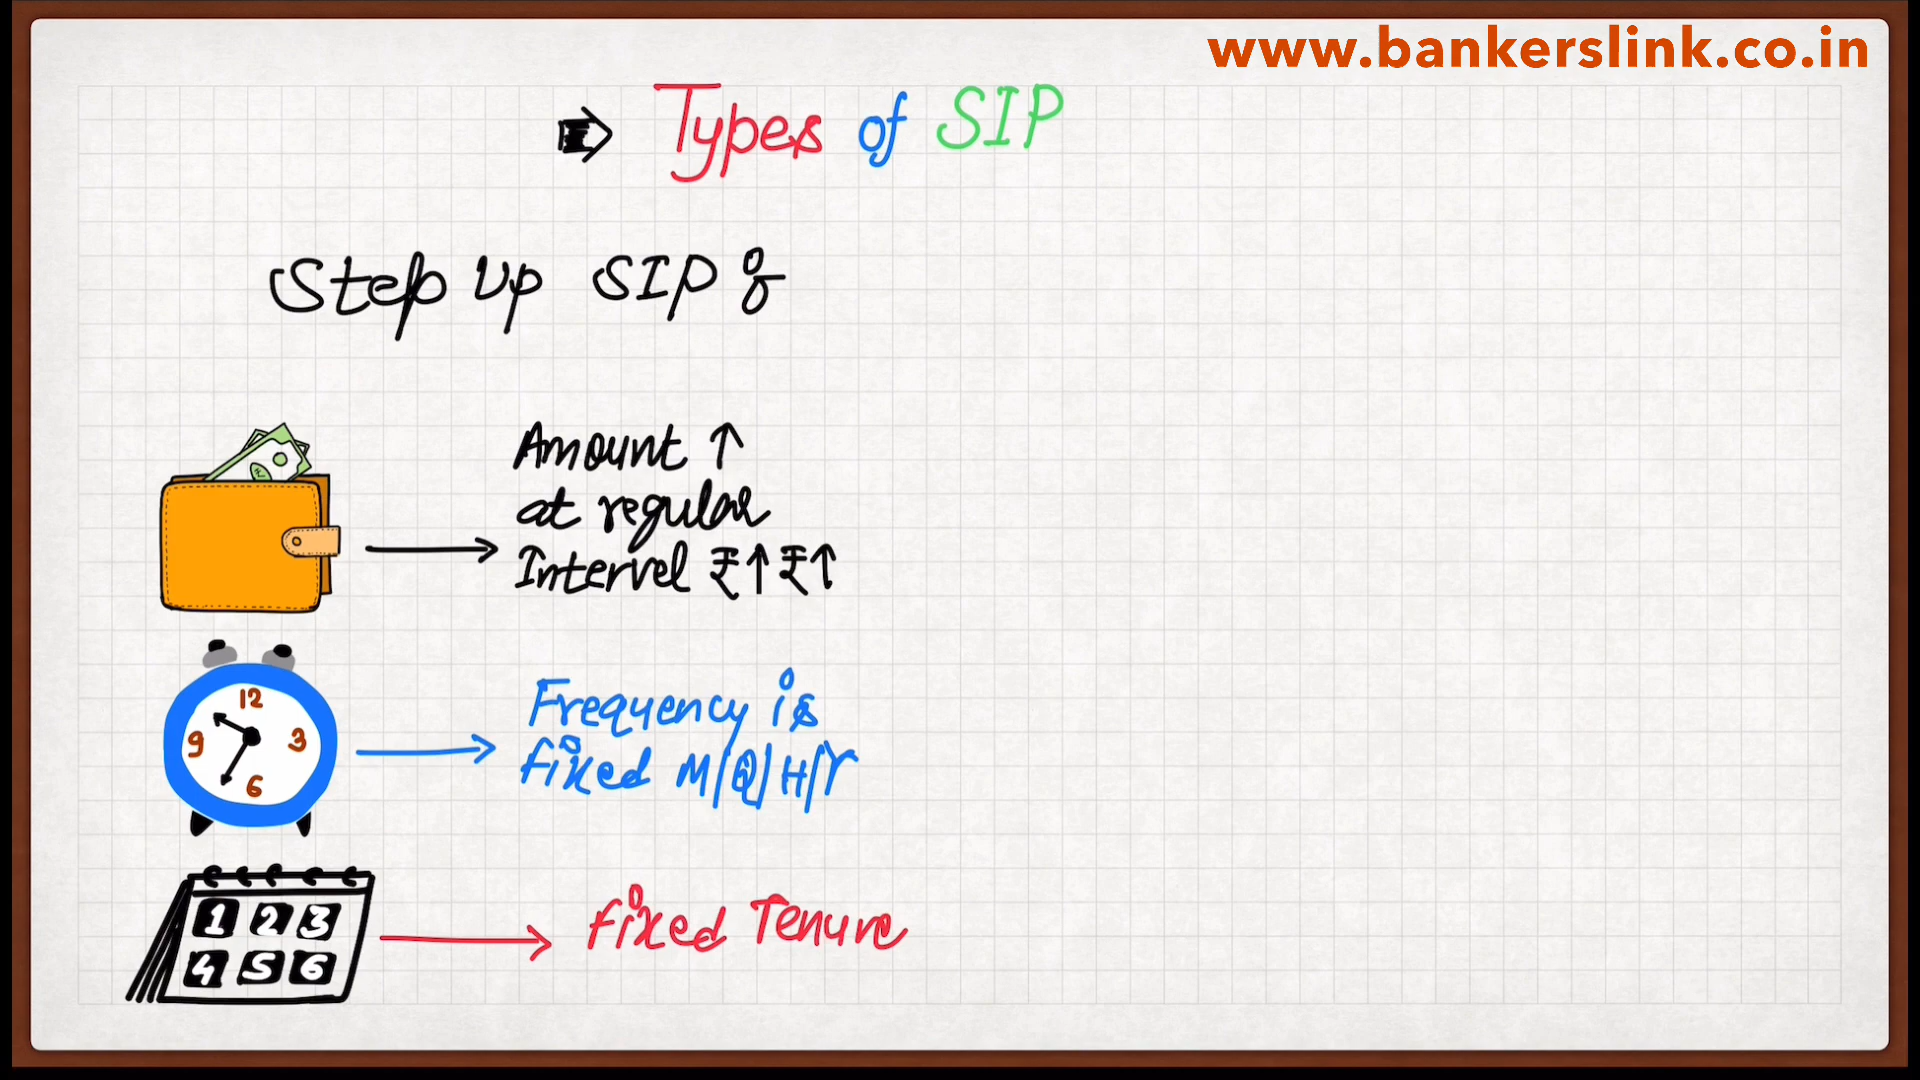 www.bankerslink.co.in
Types of SIP
Step Up SIP :
Amount ↑
at regular
Interval ₹↑₹↑
12
9 3
6
Frequency is
fixed M/Q/H/Y
1 2 3
4 5 6
fixed Tenure